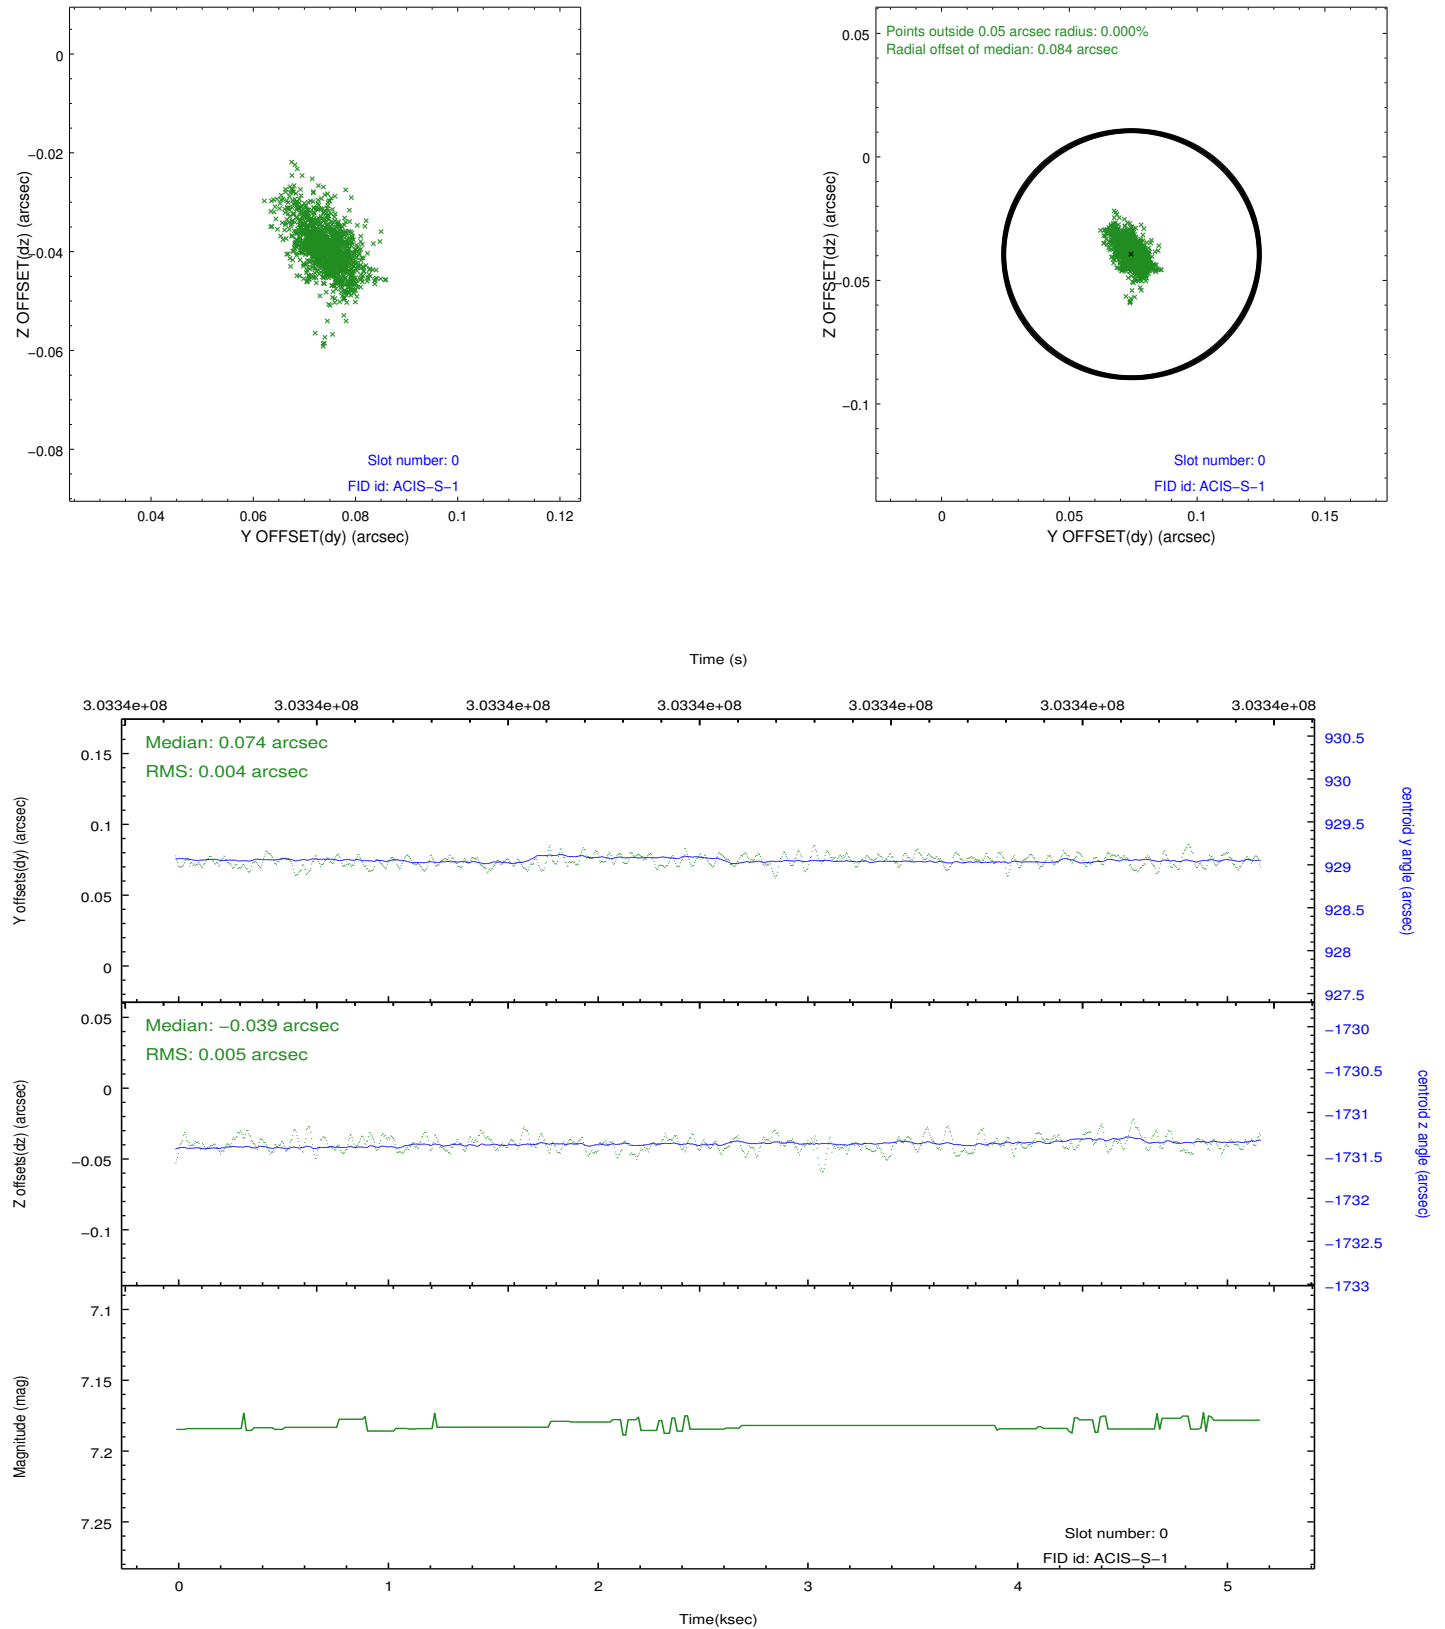 0
−0.02
−0.04
−0.06
−0.08
Z OFFSET(dz) (arcsec)
Slot number: 0
FID id: ACIS−S−1
0.04 0.06 0.08 0.1 0.12
Y OFFSET(dy) (arcsec)
Points outside 0.05 arcsec radius: 0.000%
Radial offset of median: 0.084 arcsec
0.05
0
−0.05
−0.1
Z OFFSET(dz) (arcsec)
Slot number: 0
FID id: ACIS−S−1
0 0.05 0.1 0.15
Y OFFSET(dy) (arcsec)
Time (s)
3.0334e+08 3.0334e+08 3.0334e+08 3.0334e+08 3.0334e+08 3.0334e+08 3.0334e+08
Median: 0.074 arcsec
RMS: 0.004 arcsec
0.15
0.1
0.05
0
Y offsets(dy) (arcsec)
930.5
930
929.5
929
928.5
928
927.5
centroid y angle (arcsec)
Median: −0.039 arcsec
RMS: 0.005 arcsec
0.05
0
−0.05
−0.1
Z offsets(dz) (arcsec)
−1730
−1730.5
−1731
−1731.5
−1732
−1732.5
−1733
centroid z angle (arcsec)
7.1
7.15
7.2
7.25
Magnitude (mag)
Slot number: 0
FID id: ACIS−S−1
0 1 2 3 4 5
Time(ksec)